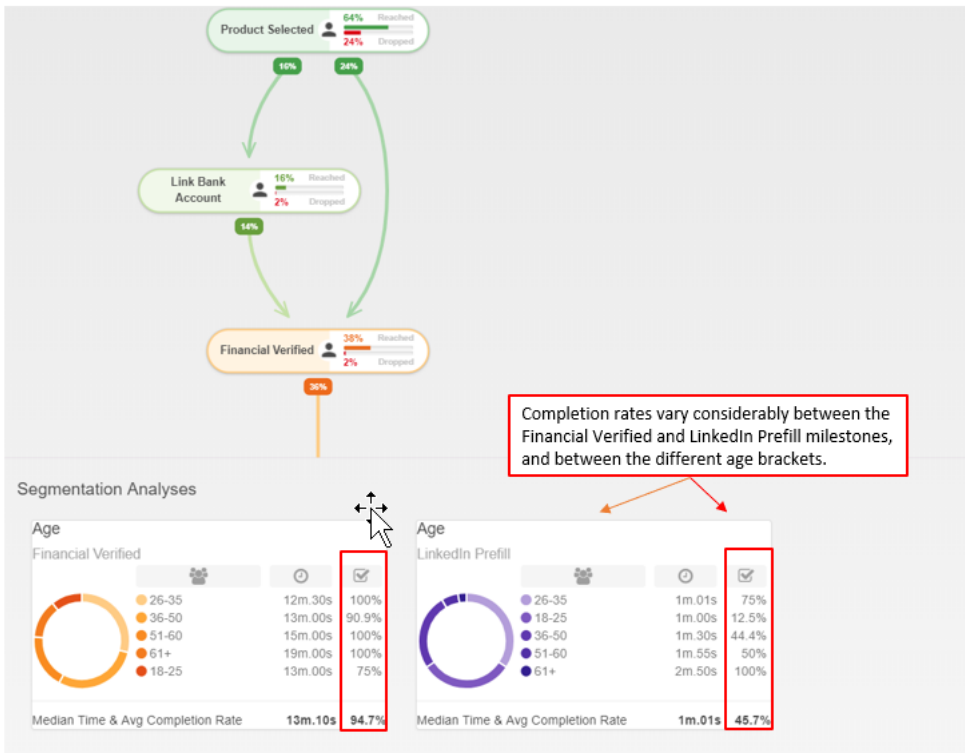 Product Selected
64% Reached
24% Dropped
16%
24%
Link Bank
Account
16% Reached
2% Dropped
14%
Financial Verified
38% Reached
2% Dropped
36%
Completion rates vary considerably between the
Financial Verified and LinkedIn Prefill milestones,
and between the different age brackets.
Segmentation Analyses
Age
Financial Verified
26-35 12m.30s 100%
36-50 13m.00s 90.9%
51-60 15m.00s 100%
61+ 19m.00s 100%
18-25 13m.00s 75%
Median Time & Avg Completion Rate 13m.10s 94.7%
Age
LinkedIn Prefill
26-35 1m.01s 75%
18-25 1m.00s 12.5%
36-50 1m.30s 44.4%
51-60 1m.55s 50%
61+ 2m.50s 100%
Median Time & Avg Completion Rate 1m.01s 45.7%